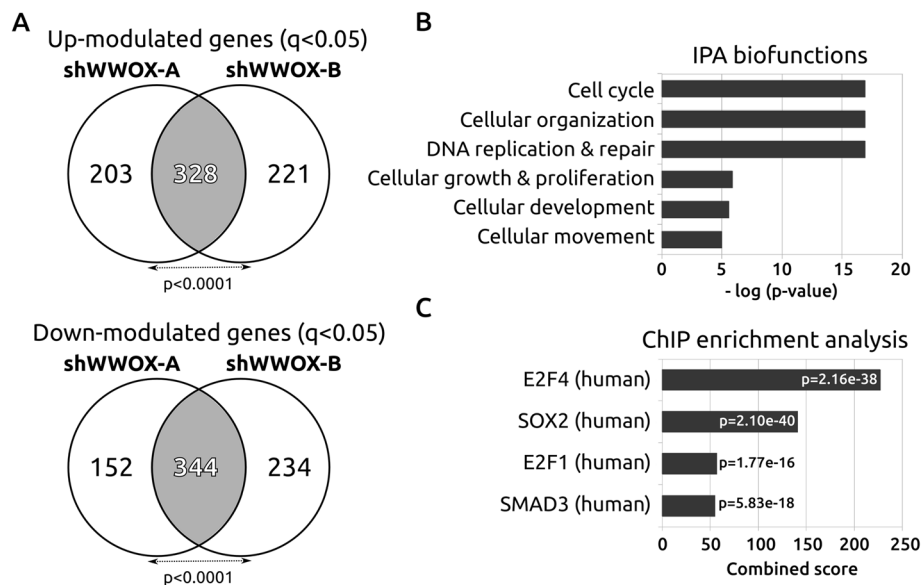 A
Up-modulated genes (q<0.05)
shWWOX-A shWWOX-B
203 328 221
p<0.0001
Down-modulated genes (q<0.05)
shWWOX-A shWWOX-B
152 344 234
p<0.0001
B
IPA biofunctions
Cell cycle
Cellular organization
DNA replication & repair
Cellular growth & proliferation
Cellular development
Cellular movement
0 5 10 15 20
- log (p-value)
C
ChIP enrichment analysis
E2F4 (human) p=2.16e-38
SOX2 (human) p=2.10e-40
E2F1 (human) p=1.77e-16
SMAD3 (human) p=5.83e-18
0 50 100 150 200 250
Combined score